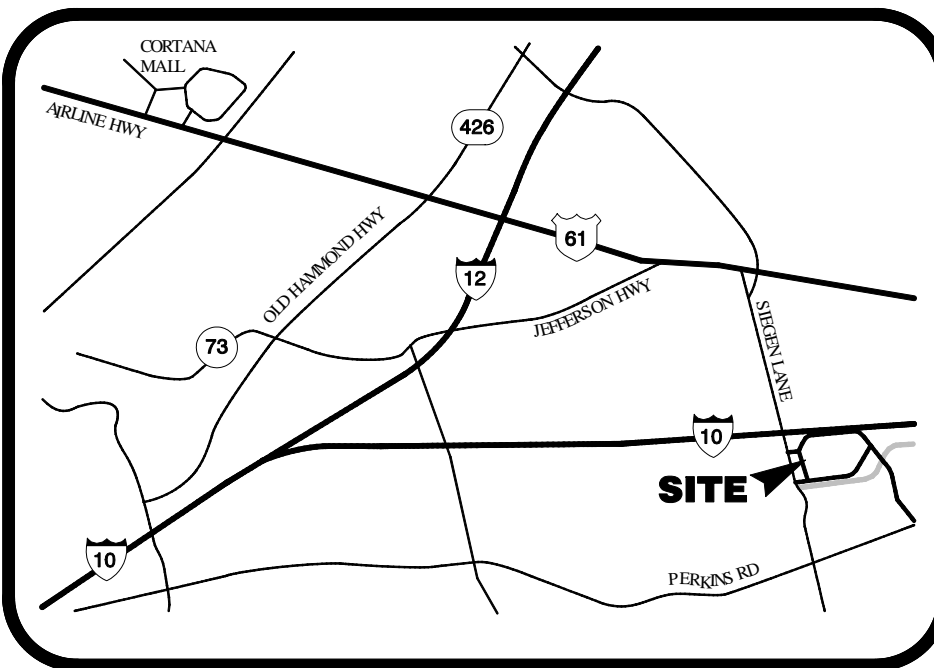 CORTANA
MALL
AIRLINE HWY
426
OLD HAMMOND HWY
61
12
JEFFERSON HWY
73
SIEGEN LANE
10
SITE
10
PERKINS RD